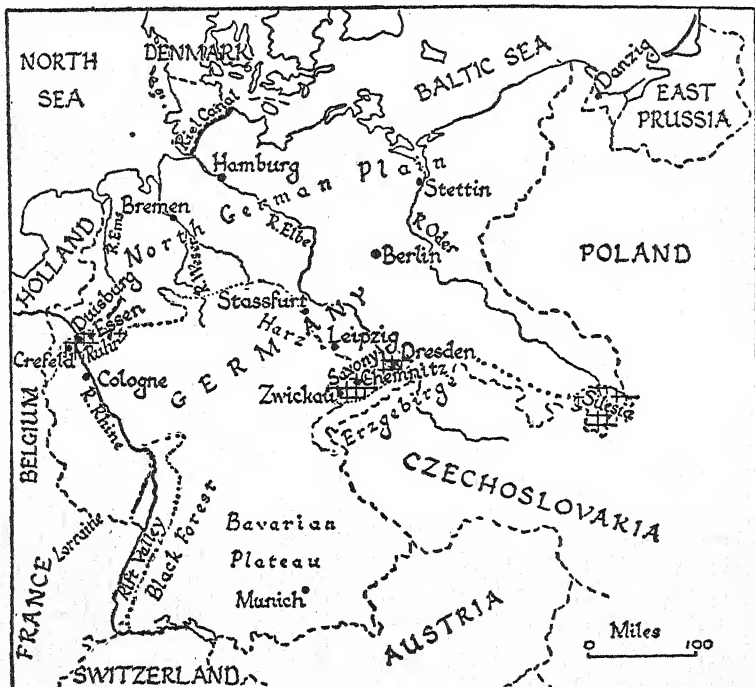 NORTH
SEA
DENMARK
BALTIC SEA
Danzig
EAST
PRUSSIA
Kiel Canal
Hamburg
North German Plain
Stettin
Bremen
R.Ems
R.Elbe
R.Oder
HOLLAND
R.Weser
Berlin
POLAND
Duisburg
Essen
Stassfurt
Harz
GERMANY
Leipzig
Dresden
Crefeld
Ruhr
Saxony
Chemnitz
Cologne
Zwickau
Silesia
BELGIUM
R.Rhine
Erzgebirge
CZECHOSLOVAKIA
Lorraine
Rift Valley
Black Forest
Bavarian
Plateau
Munich
FRANCE
AUSTRIA
Miles
0 100
SWITZERLAND